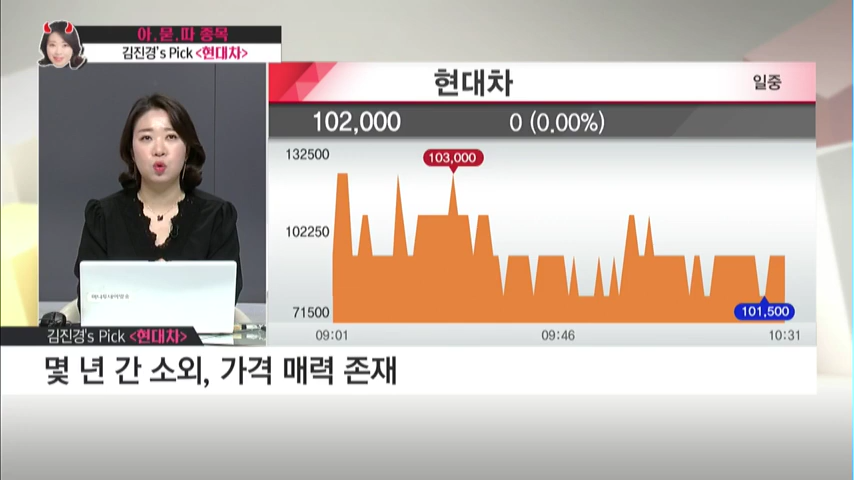 아.묻.따 종목
김진경's Pick <현대차>
현대차
일중
102,000 0 (0.00%)
132500
103,000
102250
71500
101,500
09:01 09:46 10:31
김진경's Pick <현대차>
몇 년 간 소외, 가격 매력 존재